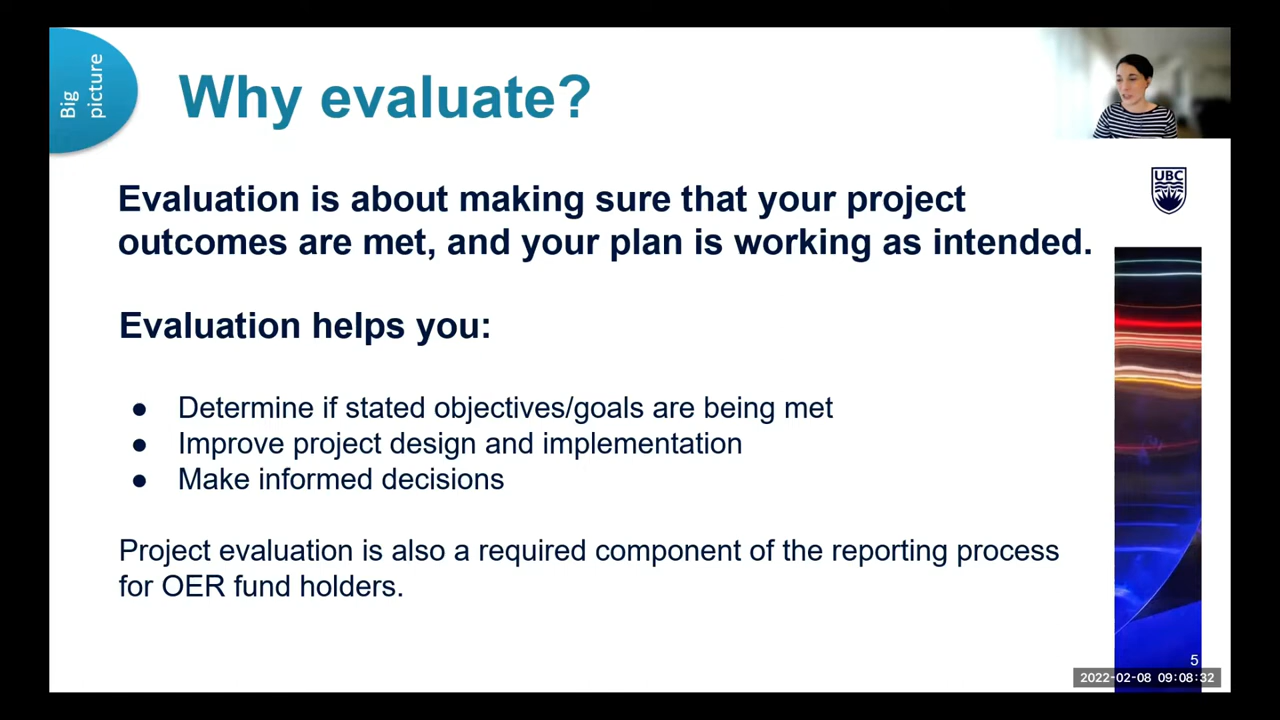 Big
picture
Why evaluate?
UBC
Evaluation is about making sure that your project
outcomes are met, and your plan is working as intended.
Evaluation helps you:
● Determine if stated objectives/goals are being met
● Improve project design and implementation
● Make informed decisions
Project evaluation is also a required component of the reporting process
for OER fund holders.
5
2022-02-08 09:08:32